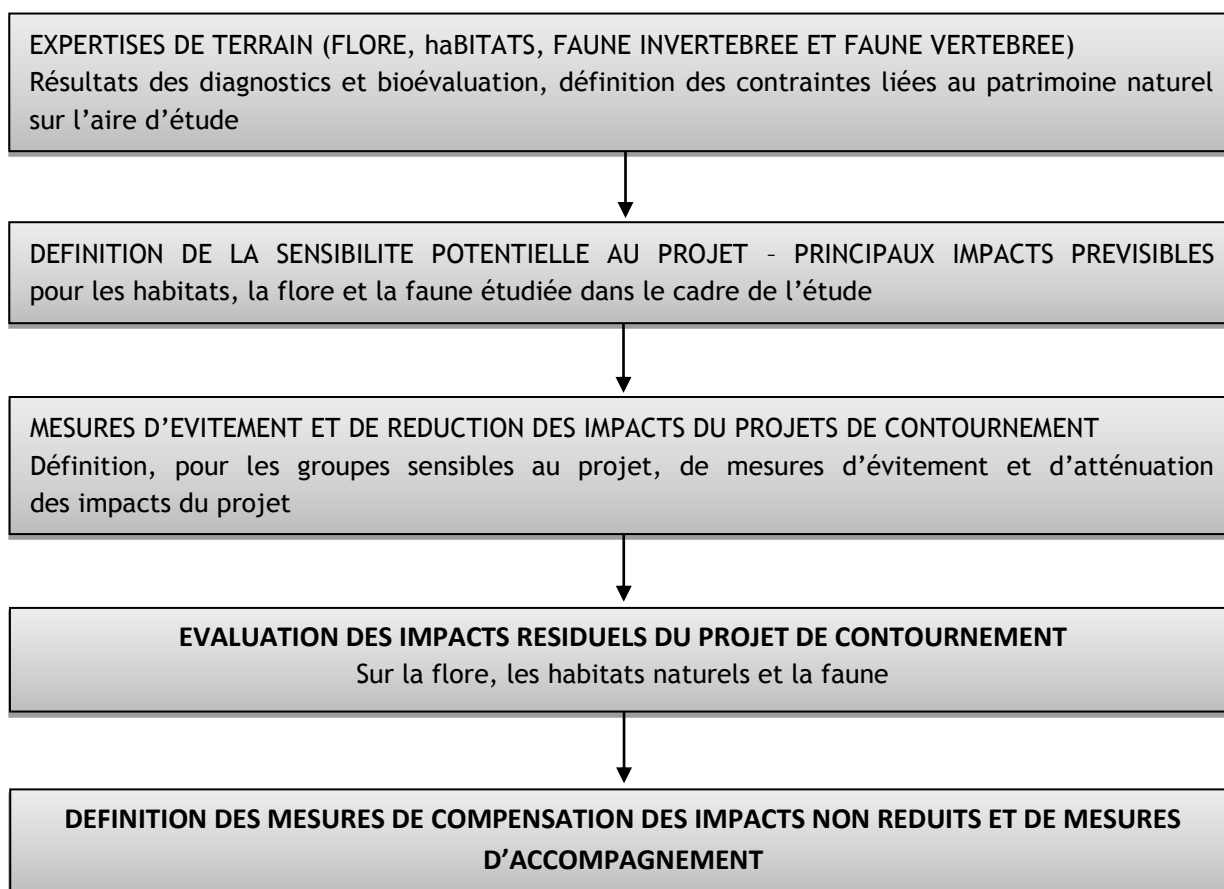 EXPERTISES DE TERRAIN (FLORE, haBITATS, FAUNE INVERTEBREE ET FAUNE VERTEBREE)
Résultats des diagnostics et bioévaluation, définition des contraintes liées au patrimoine naturel
sur l’aire d’étude
DEFINITION DE LA SENSIBILITE POTENTIELLE AU PROJET – PRINCIPAUX IMPACTS PREVISIBLES
pour les habitats, la flore et la faune étudiée dans le cadre de l’étude
MESURES D’EVITEMENT ET DE REDUCTION DES IMPACTS DU PROJETS DE CONTOURNEMENT
Définition, pour les groupes sensibles au projet, de mesures d’évitement et d’atténuation
des impacts du projet
EVALUATION DES IMPACTS RESIDUELS DU PROJET DE CONTOURNEMENT
Sur la flore, les habitats naturels et la faune
DEFINITION DES MESURES DE COMPENSATION DES IMPACTS NON REDUITS ET DE MESURES
D’ACCOMPAGNEMENT